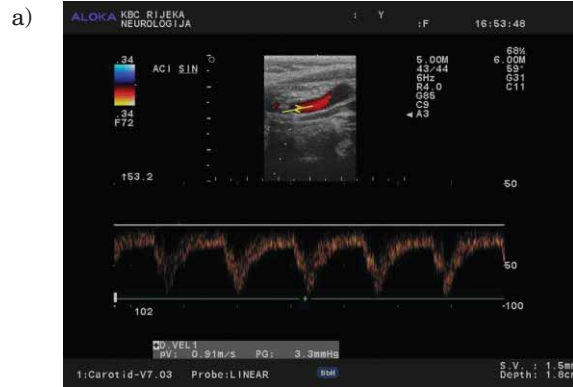 a)
ALOKA KBC RIJEKA
NEUROLOGIJA
: Y
:F 16:53:48
.34
.34
F72
ACI SIN
68%
5.00M 6.00M
43/44 59°
6Hz G31
R4.0 C11
G85
C9
A3
↑53.2
50
50
-100
102
D.VEL1
pV: 0.91m/s PG: 3.3mmHg
1:Carotid-V7.03 Probe:LINEAR
S.V. : 1.5mm
Depth: 1.8cm